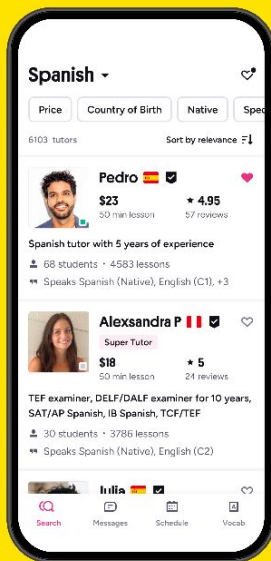 Spanish
Price Country of Birth Native Spec
6103 tutors Sort by relevance
Pedro
$23 ★ 4.95
50 min lesson 57 reviews
Spanish tutor with 5 years of experience
68 students • 4583 lessons
Speaks Spanish (Native), English (C1), +3
Alexsandra P
Super Tutor
$18 ★ 5
50 min lesson 24 reviews
TEF examiner, DELF/DALF examiner for 10 years,
SAT/AP Spanish, IB Spanish, TCF/TEF
30 students • 3786 lessons
Speaks Spanish (Native), English (C2)
Julia
Search Messages Schedule Vocab